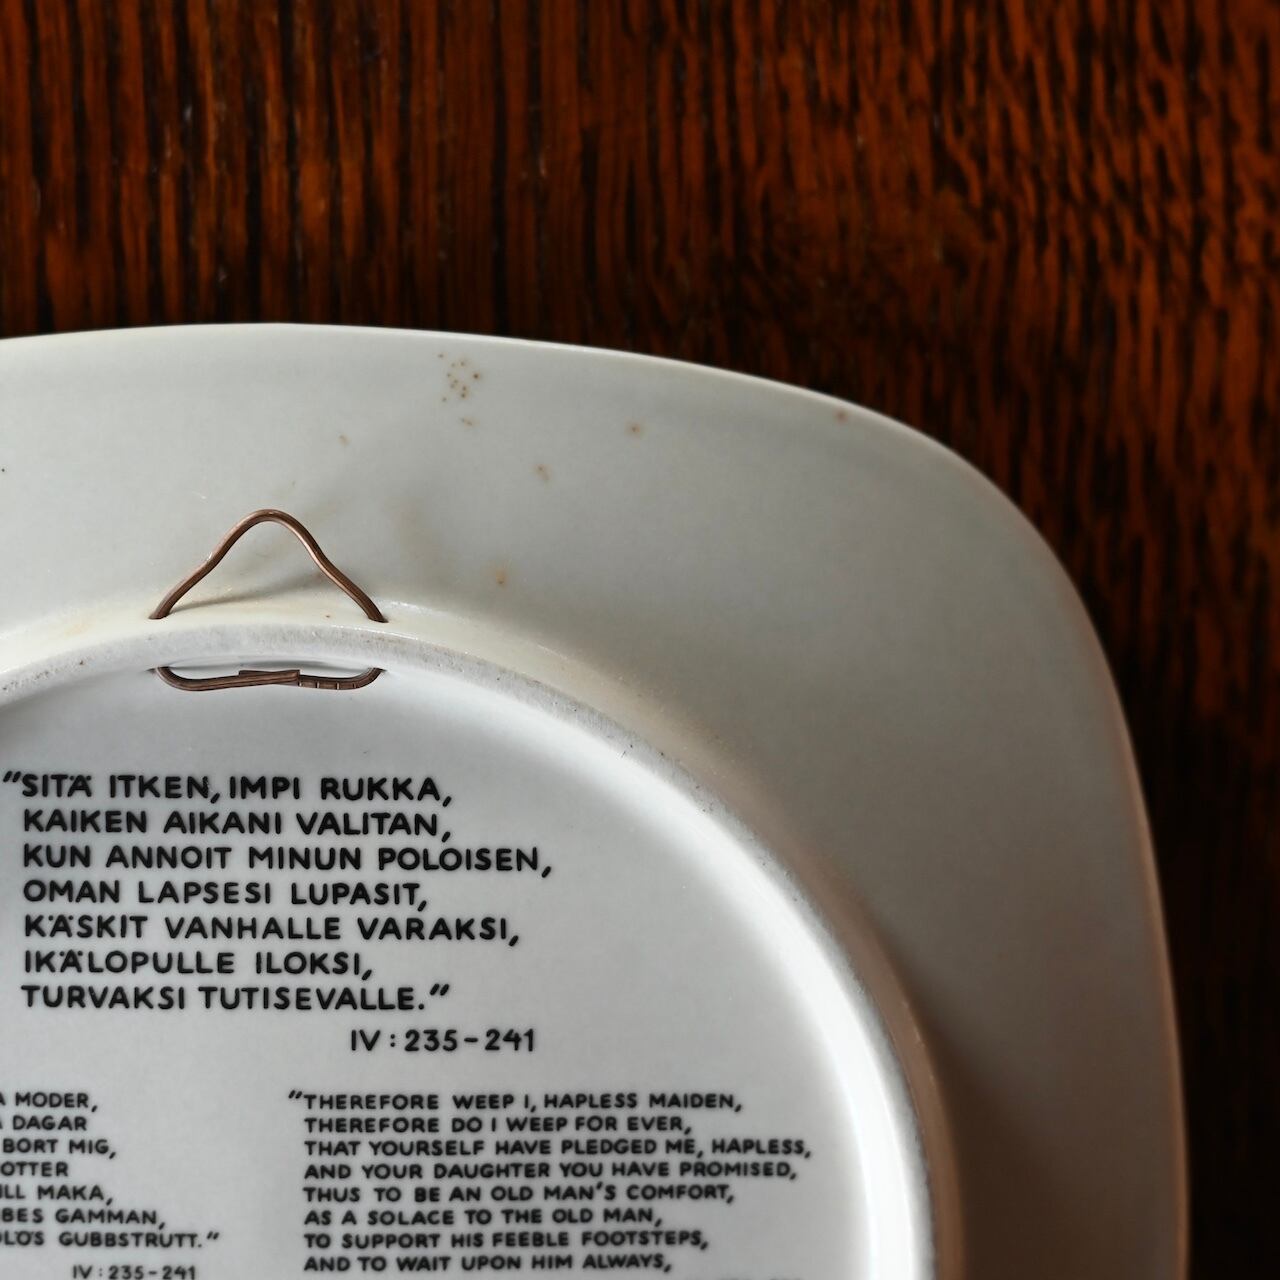 "SITÄ ITKEN, IMPI RUKKA,
KAIKEN AIKANI VALITAN,
KUN ANNOIT MINUN POLOISEN,
OMAN LAPSESI LUPASIT,
KÄSKIT VANHALLE VARAKSI,
IKÄLOPULLE ILOKSI,
TURVAKSI TUTISEVALLE."
IV : 235-241
MODER,
DAGAR
BORT MIG,
MAKA,
GAMMAN,
GUBBSTRUTT."
IV : 235-241
"THEREFORE WEEP I, HAPLESS MAIDEN,
THEREFORE DO I WEEP FOR EVER,
THAT YOURSELF HAVE PLEDGED ME, HAPLESS,
AND YOUR DAUGHTER YOU HAVE PROMISED,
THUS TO BE AN OLD MAN'S COMFORT,
AS A SOLACE TO THE OLD MAN,
TO SUPPORT HIS FEEBLE FOOTSTEPS,
AND TO WAIT UPON HIM ALWAYS,